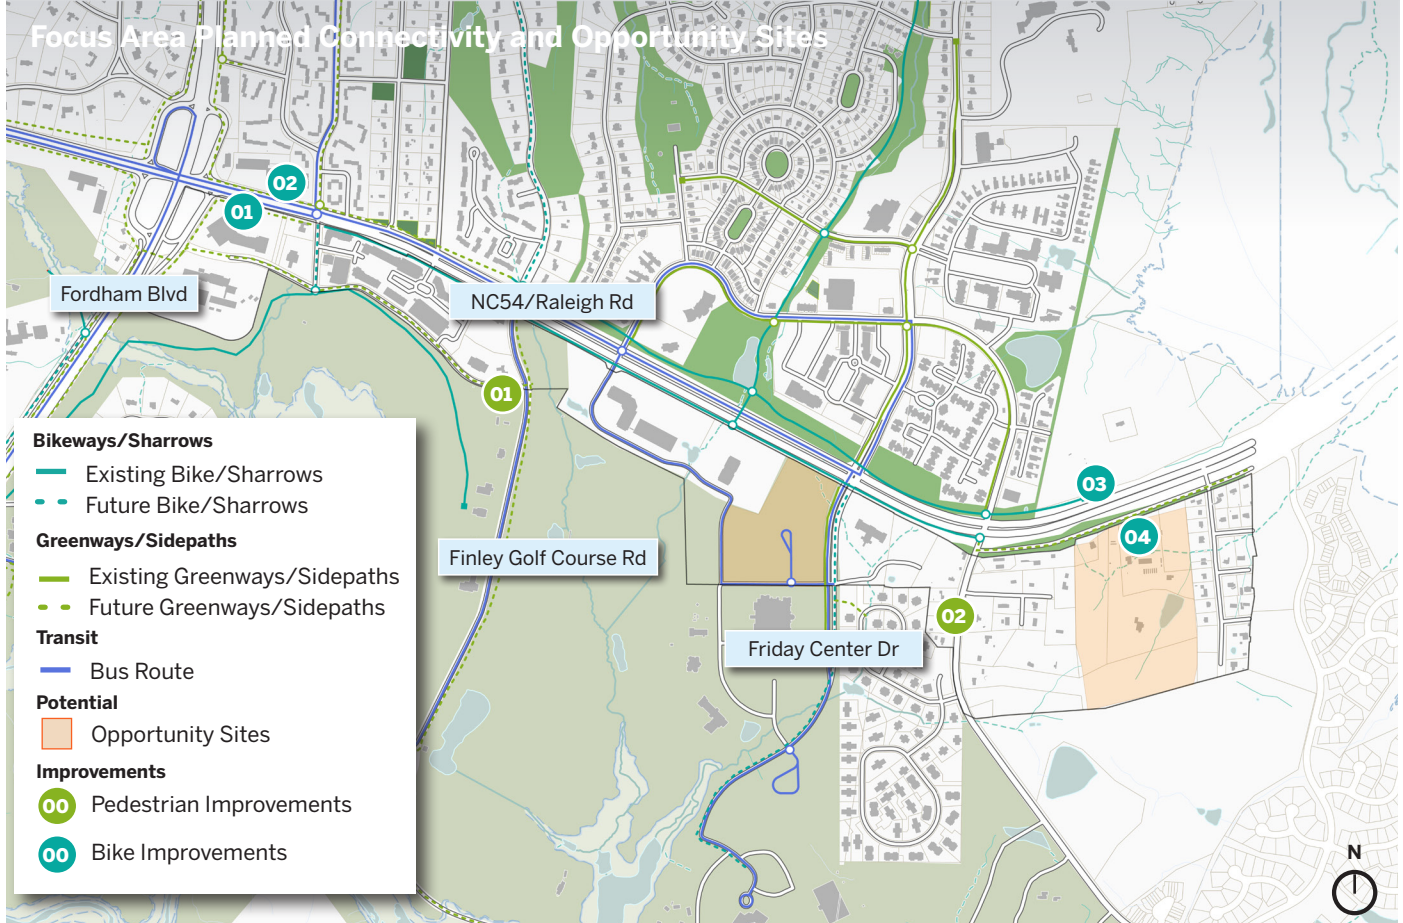 Focus Area Planned Connectivity and Opportunity Sites
02
01
Fordham Blvd
NC54/Raleigh Rd
01
Bikeways/Sharrows
Existing Bike/Sharrows
Future Bike/Sharrows
Greenways/Sidepaths
Existing Greenways/Sidepaths
Future Greenways/Sidepaths
Transit
Bus Route
Potential
Opportunity Sites
Improvements
00 Pedestrian Improvements
00 Bike Improvements
03
04
Finley Golf Course Rd
02
Friday Center Dr
N